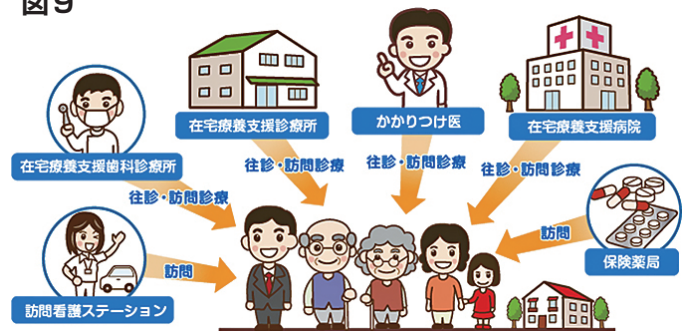 図9
在宅療養支援診療所
かかりつけ医
在宅療養支援病院
在宅療養支援歯科診療所
往診・訪問診療
往診・訪問診療
往診・訪問診療
往診・訪問診療
訪問
保険薬局
訪問
訪問看護ステーション